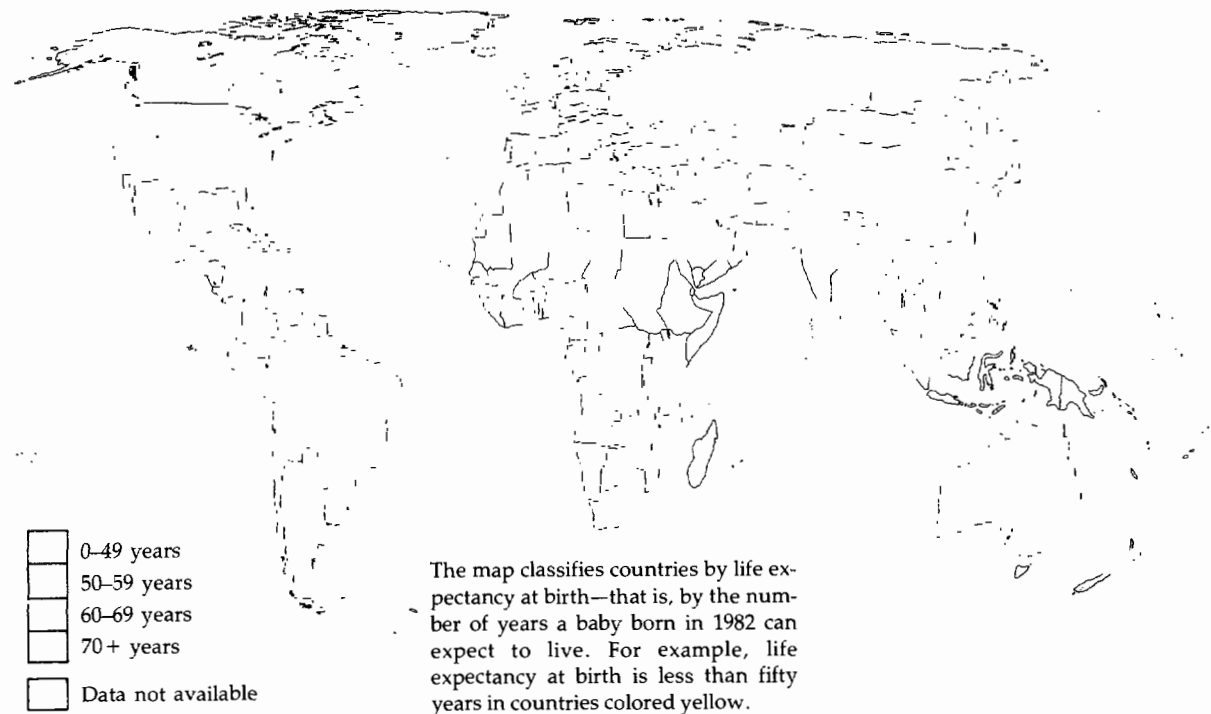 0–49 years
50–59 years
60–69 years
70+ years
Data not available
The map classifies countries by life ex-
pectancy at birth—that is, by the num-
ber of years a baby born in 1982 can
expect to live. For example, life
expectancy at birth is less than fifty
years in countries colored yellow.